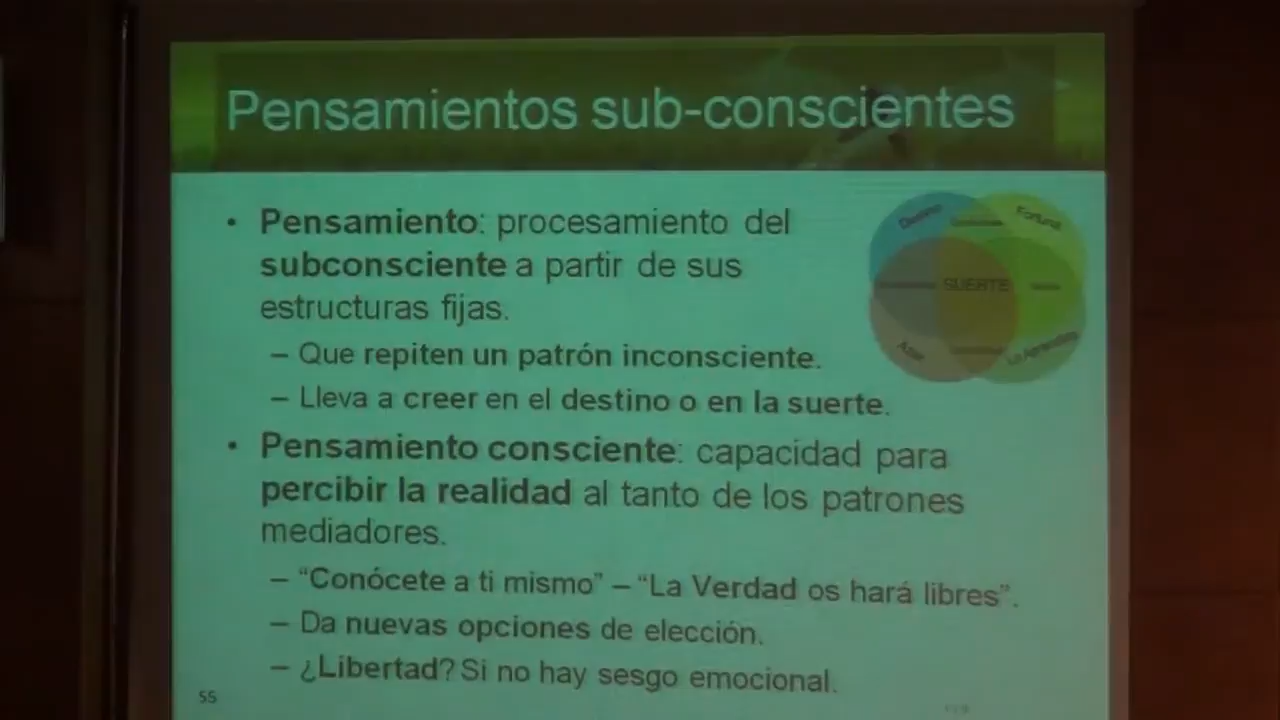 Pensamientos sub-conscientes
• Pensamiento: procesamiento del
subconsciente a partir de sus
estructuras fijas.
– Que repiten un patrón inconsciente.
– Lleva a creer en el destino o en la suerte.
• Pensamiento consciente: capacidad para
percibir la realidad al tanto de los patrones
mediadores.
– “Conócete a ti mismo” – “La Verdad os hará libres”.
– Da nuevas opciones de elección.
– ¿Libertad? Si no hay sesgo emocional.
Destino
Fortuna
SUERTE
Azar
55